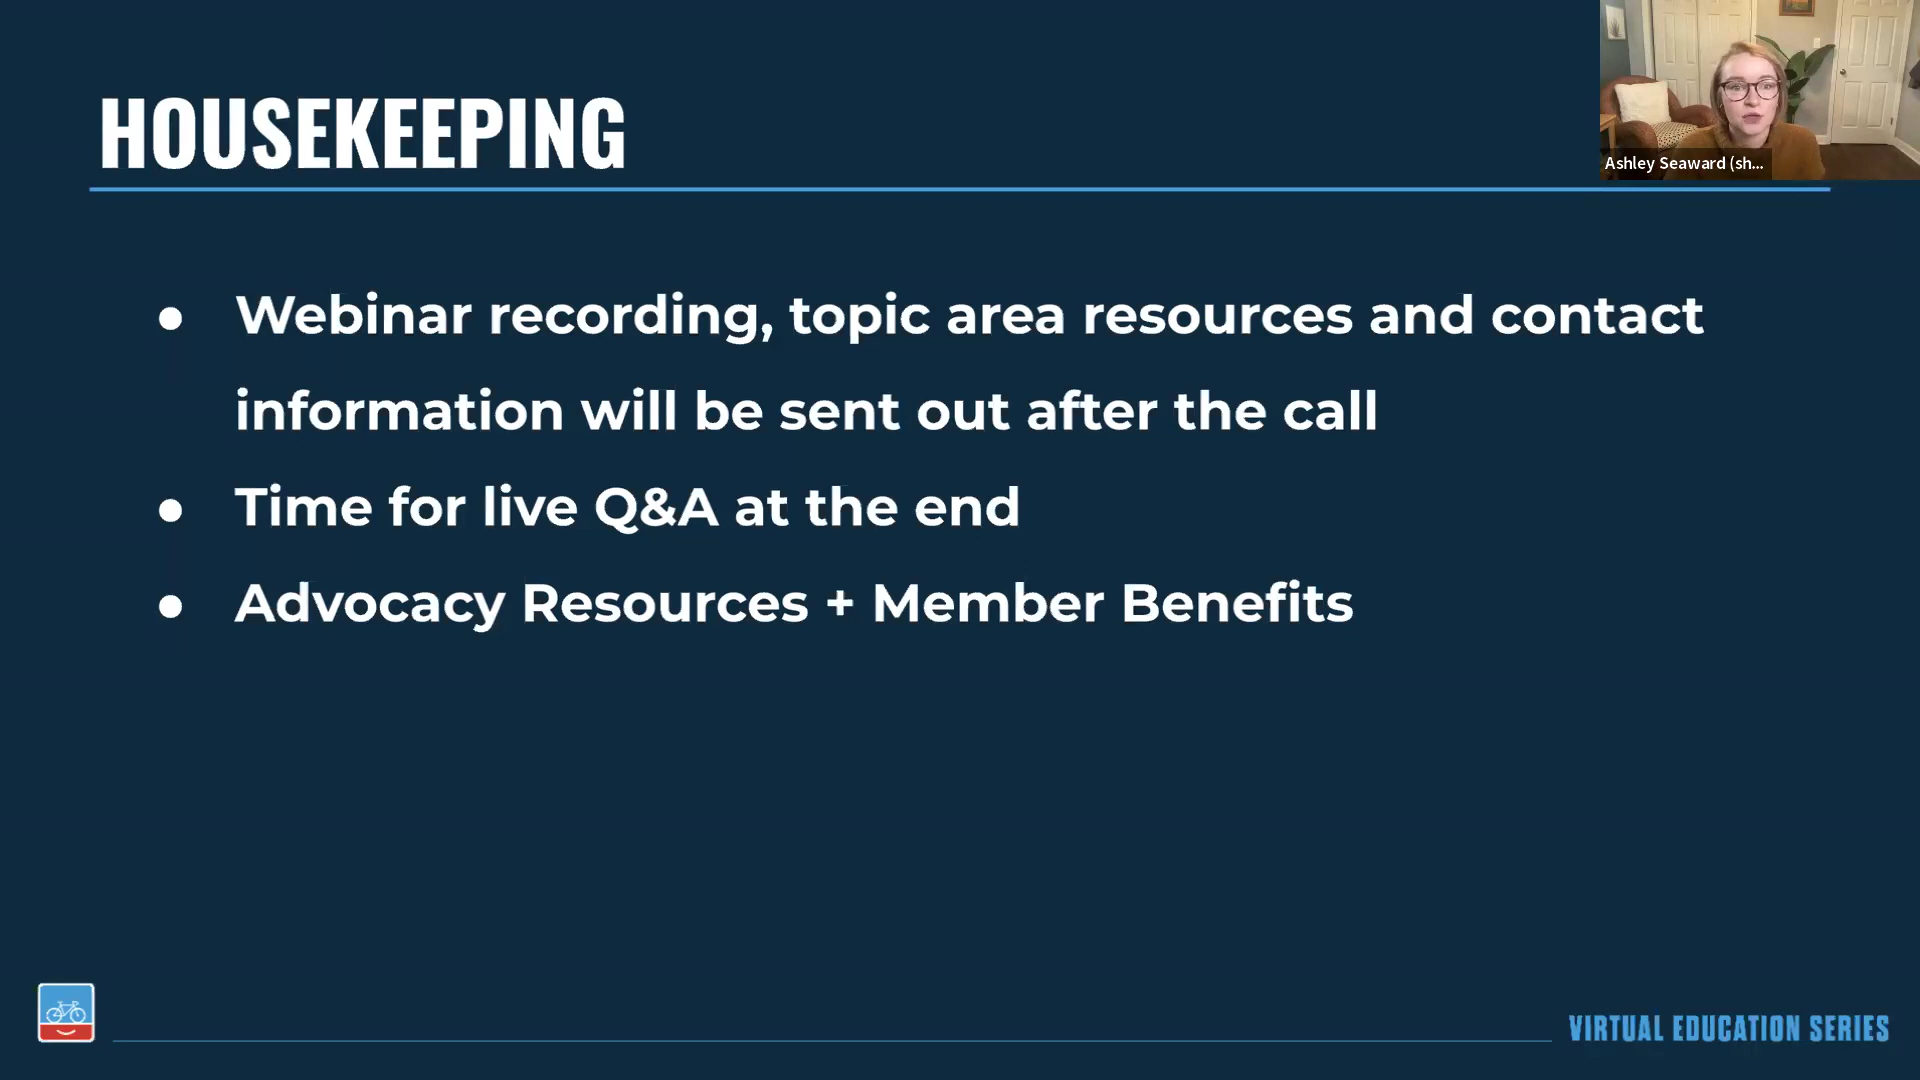 HOUSEKEEPING
Ashley Seaward (sh...
● Webinar recording, topic area resources and contact
information will be sent out after the call
● Time for live Q&A at the end
● Advocacy Resources + Member Benefits
VIRTUAL EDUCATION SERIES